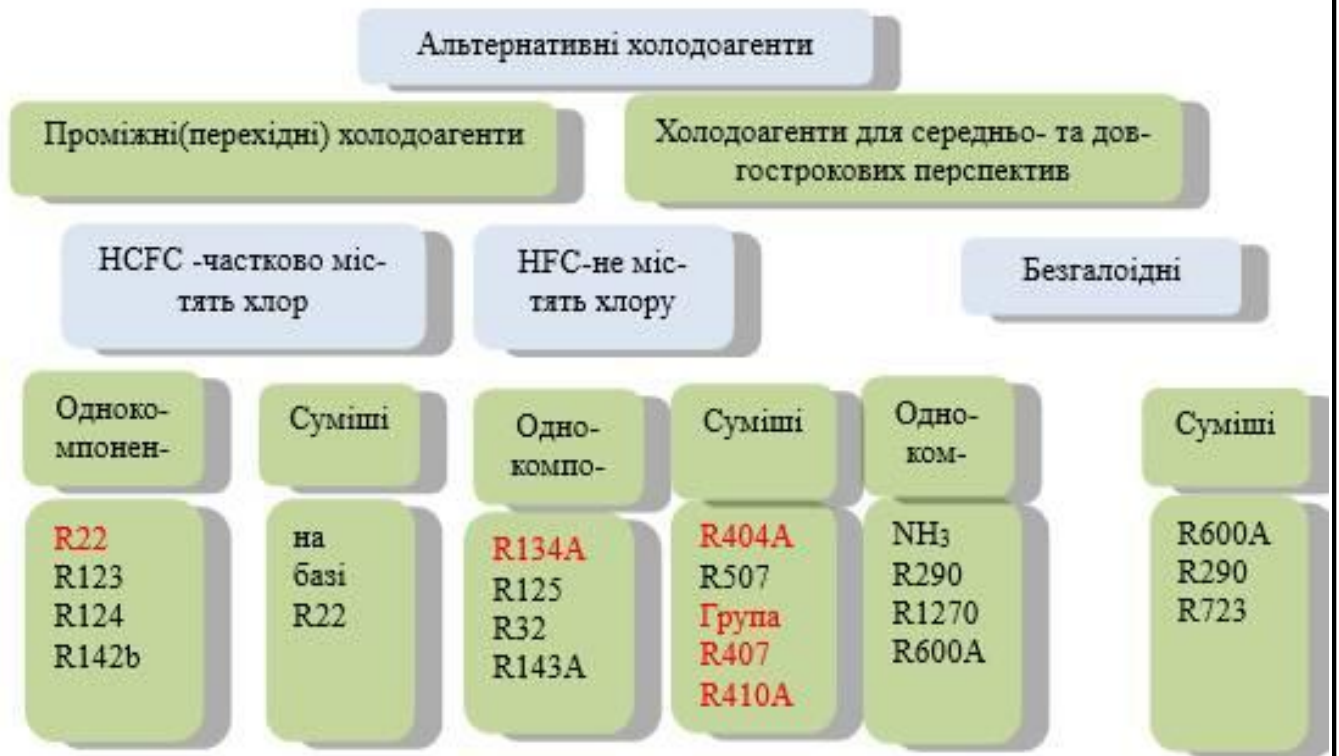 Альтернативні холодоагенти
Проміжні(перехідні) холодоагенти
Холодоагенти для середньо- та дов-
гострокових перспектив
HCFC -частково міс-
тять хлор
HFC-не міс-
тять хлору
Безгалоідні
Одноко-
мпонен-
Суміші
Одно-
компо-
Суміші
Одно-
ком-
Суміші
R22
R123
R124
R142b
на
базі
R22
R134A
R125
R32
R143A
R404A
R507
Група
R407
R410A
NH₃
R290
R1270
R600A
R600A
R290
R723